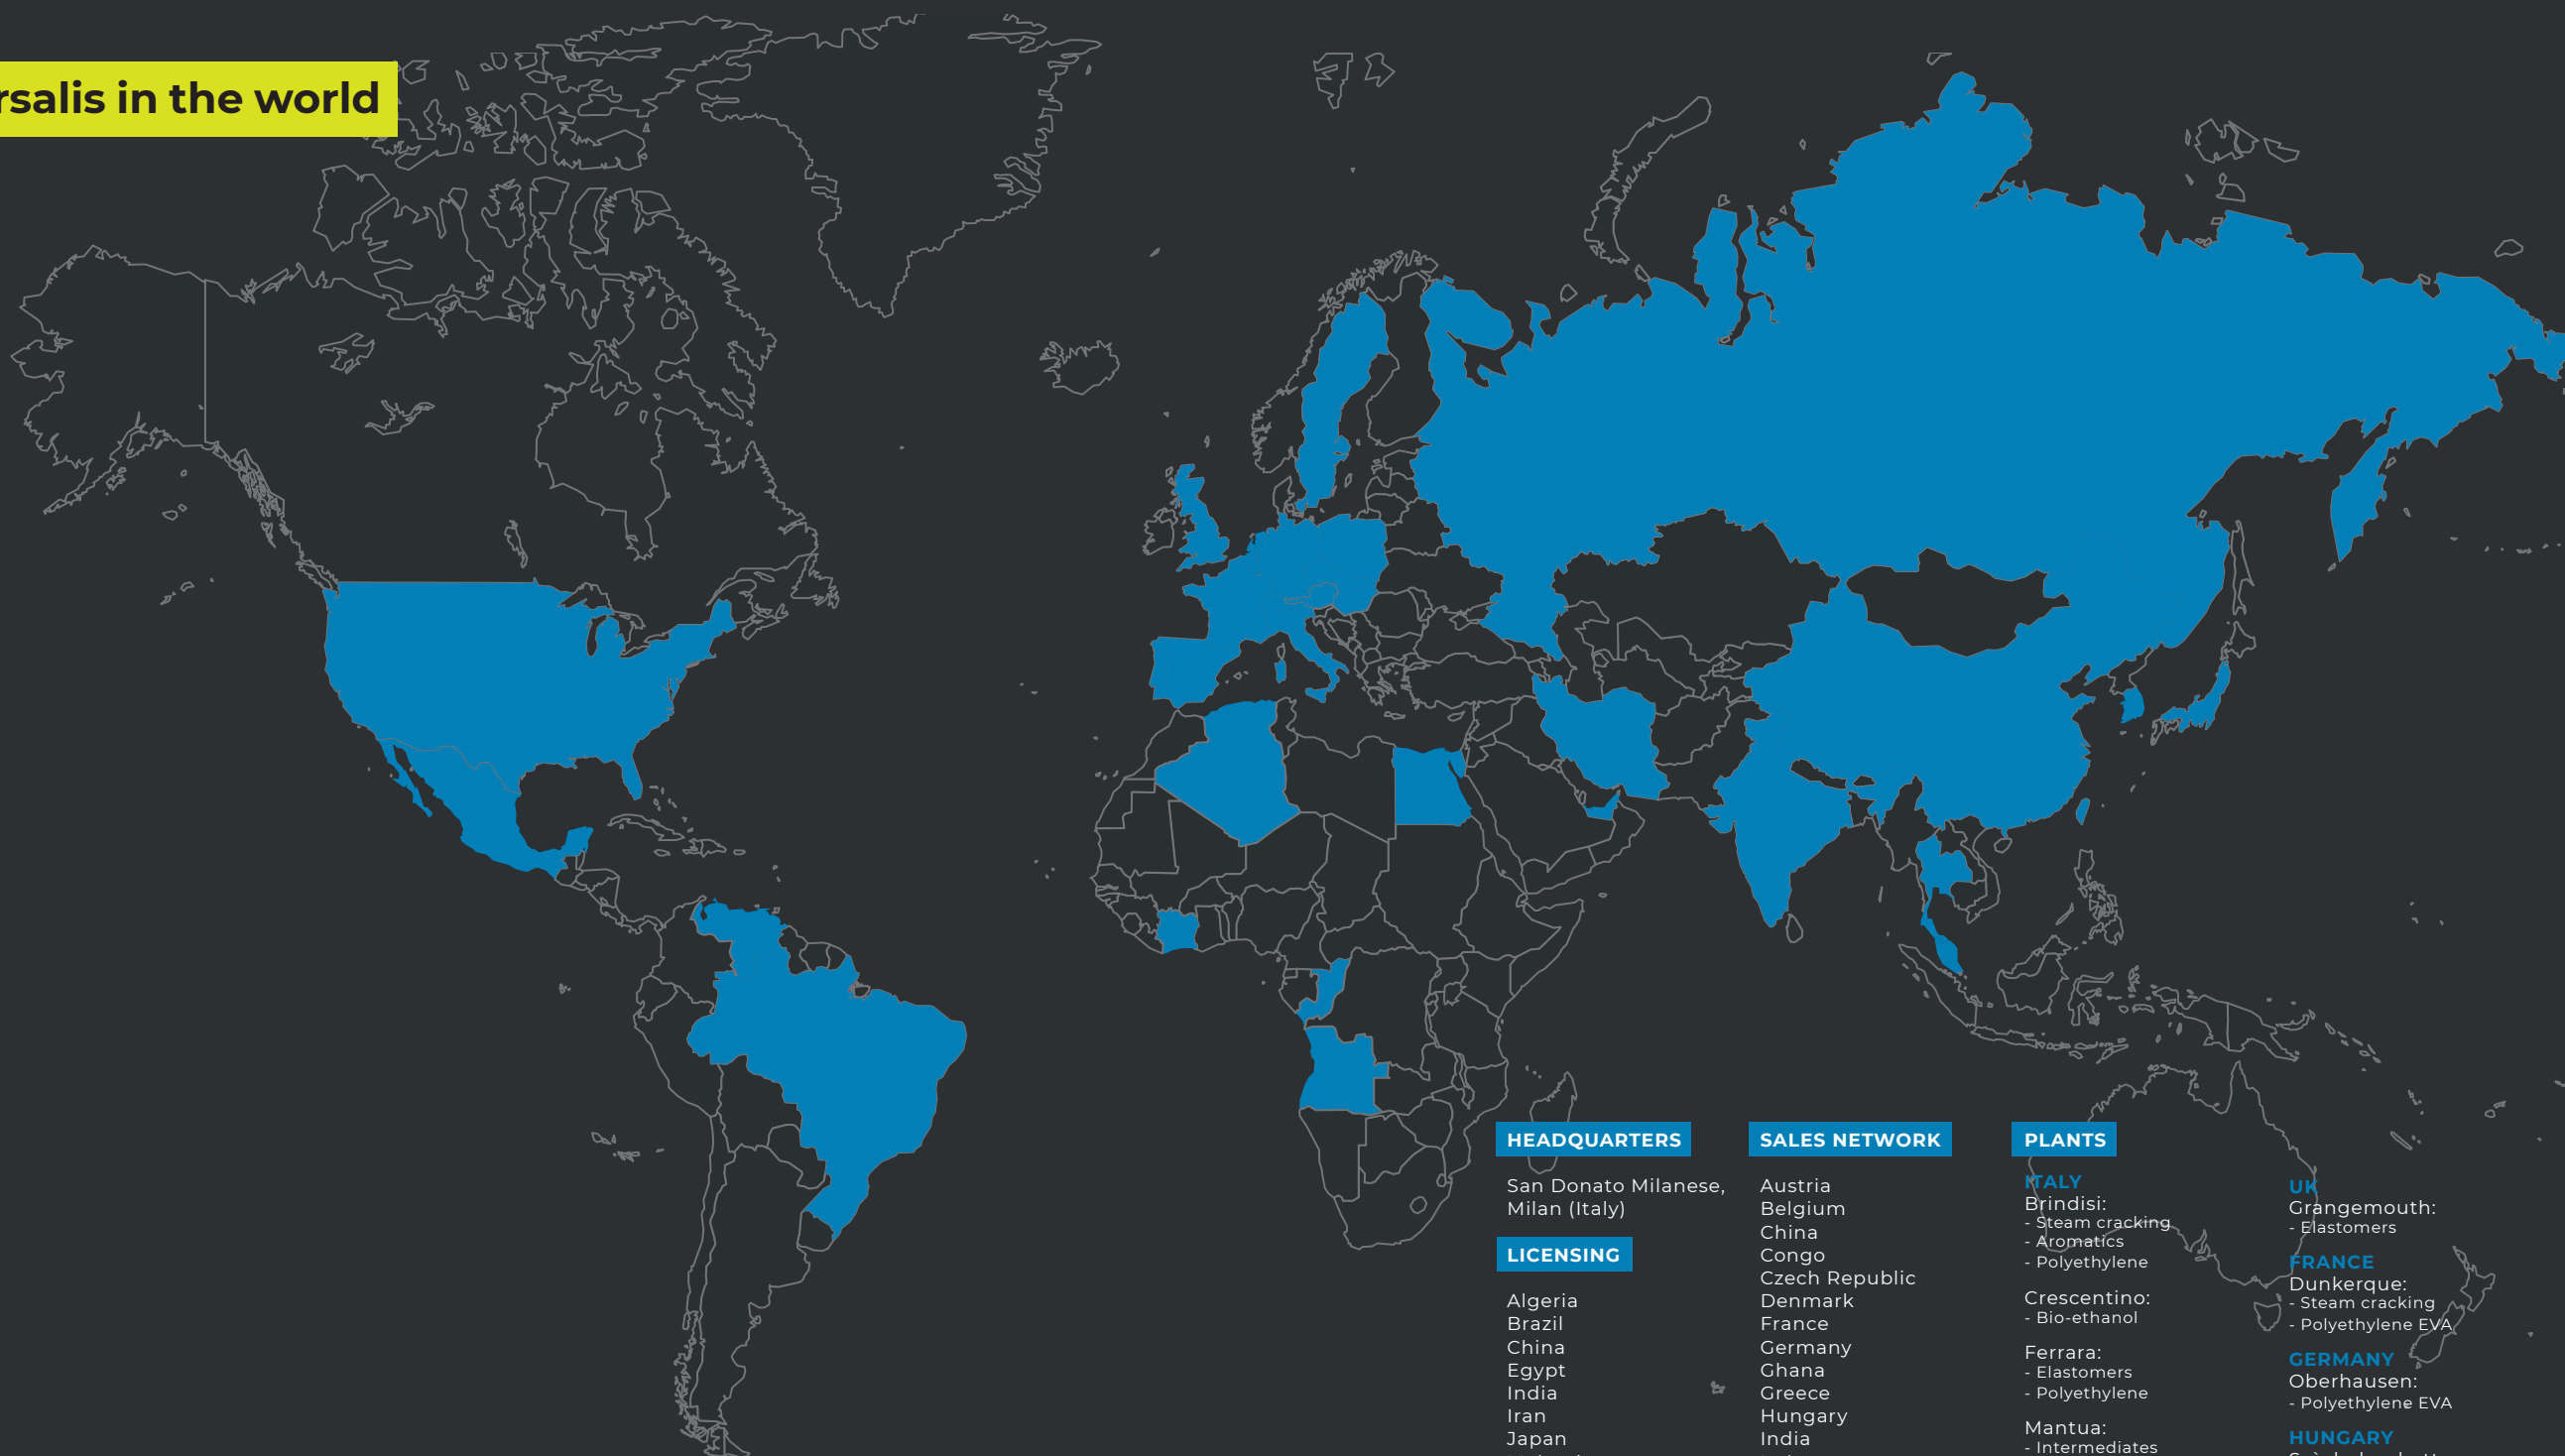 rsalis in the world
HEADQUARTERS
San Donato Milanese,
Milan (Italy)
LICENSING
Algeria
Brazil
China
Egypt
India
Iran
Japan
SALES NETWORK
Austria
Belgium
China
Congo
Czech Republic
Denmark
France
Germany
Ghana
Greece
Hungary
India
PLANTS
ITALY
Brindisi:
- Steam cracking
- Aromatics
- Polyethylene
Crescentino:
- Bio-ethanol
Ferrara:
- Elastomers
- Polyethylene
Mantua:
- Intermediates
UK
Grangemouth:
- Elastomers
FRANCE
Dunkerque:
- Steam cracking
- Polyethylene EVA
GERMANY
Oberhausen:
- Polyethylene EVA
HUNGARY